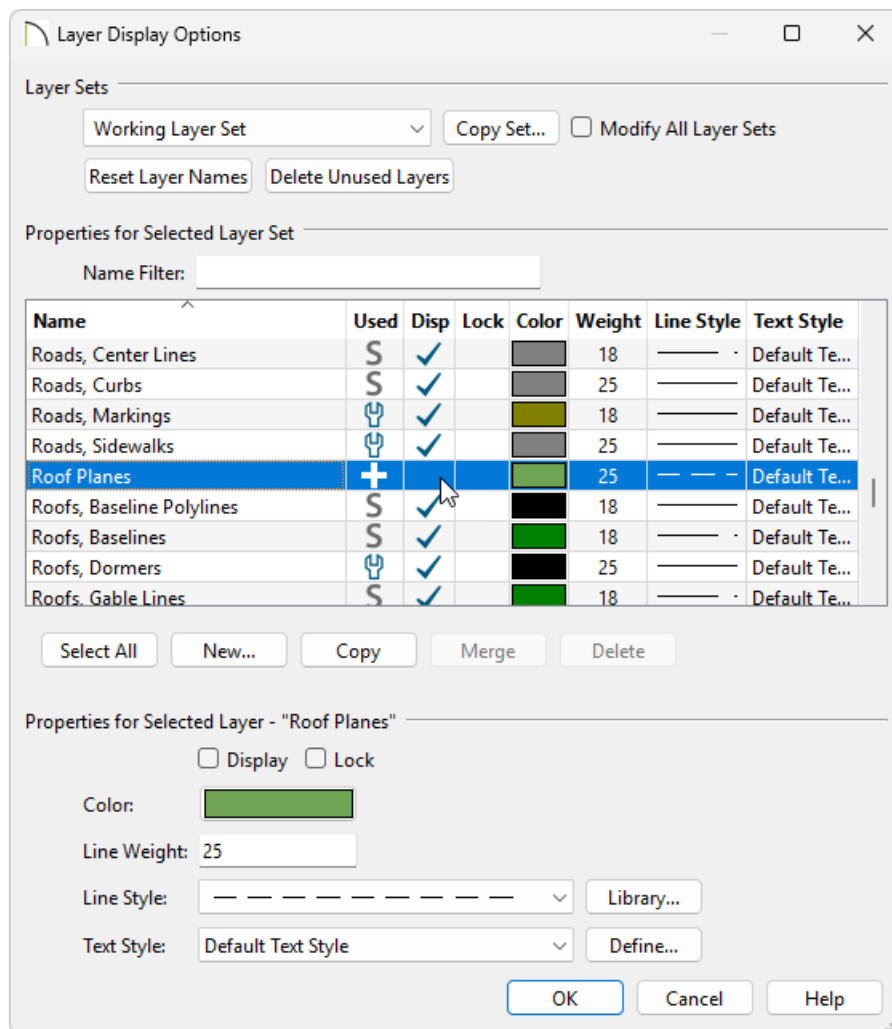 Layer Display Options
Layer Sets
Working Layer Set Copy Set... Modify All Layer Sets
Reset Layer Names Delete Unused Layers
Properties for Selected Layer Set
Name Filter:
Name Used Disp Lock Color Weight Line Style Text Style
Roads, Center Lines S 18 Default Te...
Roads, Curbs S 25 Default Te...
Roads, Markings 18 Default Te...
Roads, Sidewalks 25 Default Te...
Roof Planes 25 Default Te...
Roofs, Baseline Polylines S 18 Default Te...
Roofs, Baselines S 18 Default Te...
Roofs, Dormers 25 Default Te...
Roofs, Gable Lines S 18 Default Te...
Select All New... Copy Merge Delete
Properties for Selected Layer - "Roof Planes"
Display Lock
Color:
Line Weight: 25
Line Style: Library...
Text Style: Default Text Style Define...
OK Cancel Help